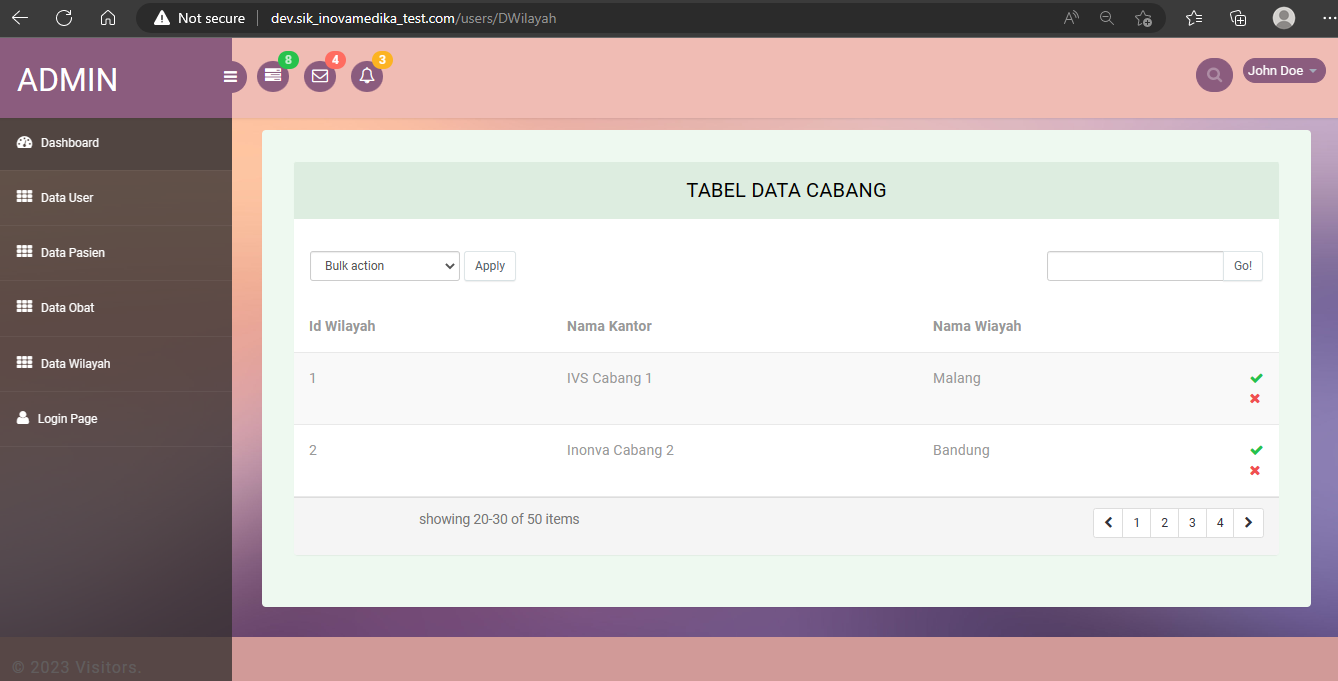 Not secure
dev.sik_inovamedika_test.com/users/DWilayah
ADMIN
8
4
3
John Doe
Dashboard
Data User
Data Pasien
Data Obat
Data Wilayah
Login Page
TABEL DATA CABANG
Bulk action
Apply
Go!
Id Wilayah Nama Kantor Nama Wiayah
1 IVS Cabang 1 Malang
2 Inonva Cabang 2 Bandung
showing 20-30 of 50 items
1 2 3 4
© 2023 Visitors.